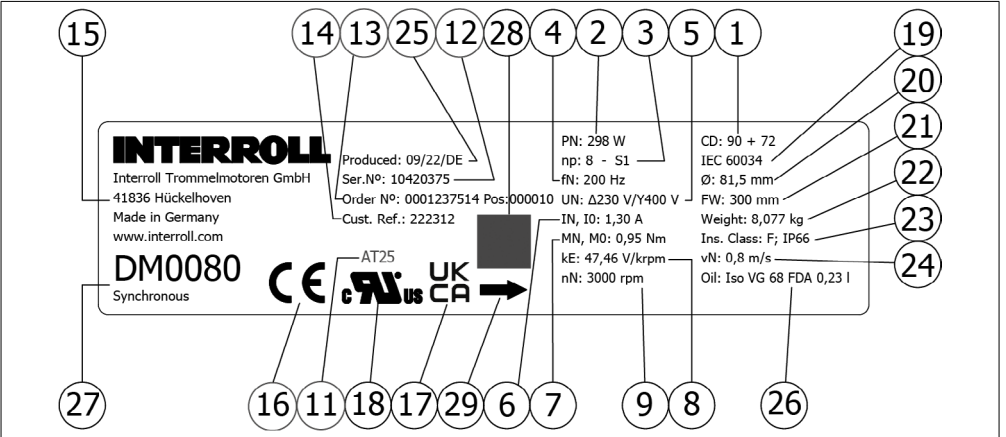 15 14 13 25 12 28 4 2 3 5 1 19
20
21
22
23
24
INTERROLL
Interroll Trommelmotoren GmbH
41836 Hückelhoven
Made in Germany
www.interroll.com
DM0080
Synchronous
Produced: 09/22/DE
Ser.Nº: 10420375
Order Nº: 0001237514 Pos:000010
Cust. Ref.: 222312
AT25
CE
c RU US
UK
CA
PN: 298 W
np: 8 - S1
fN: 200 Hz
UN: Δ230 V/Y400 V
IN, I0: 1,30 A
MN, M0: 0,95 Nm
kE: 47,46 V/krpm
nN: 3000 rpm
CD: 90 + 72
IEC 60034
Ø: 81,5 mm
FW: 300 mm
Weight: 8,077 kg
Ins. Class: F; IP66
vN: 0,8 m/s
Oil: Iso VG 68 FDA 0,23 l
27 16 11 18 17 29 6 7 9 8 26